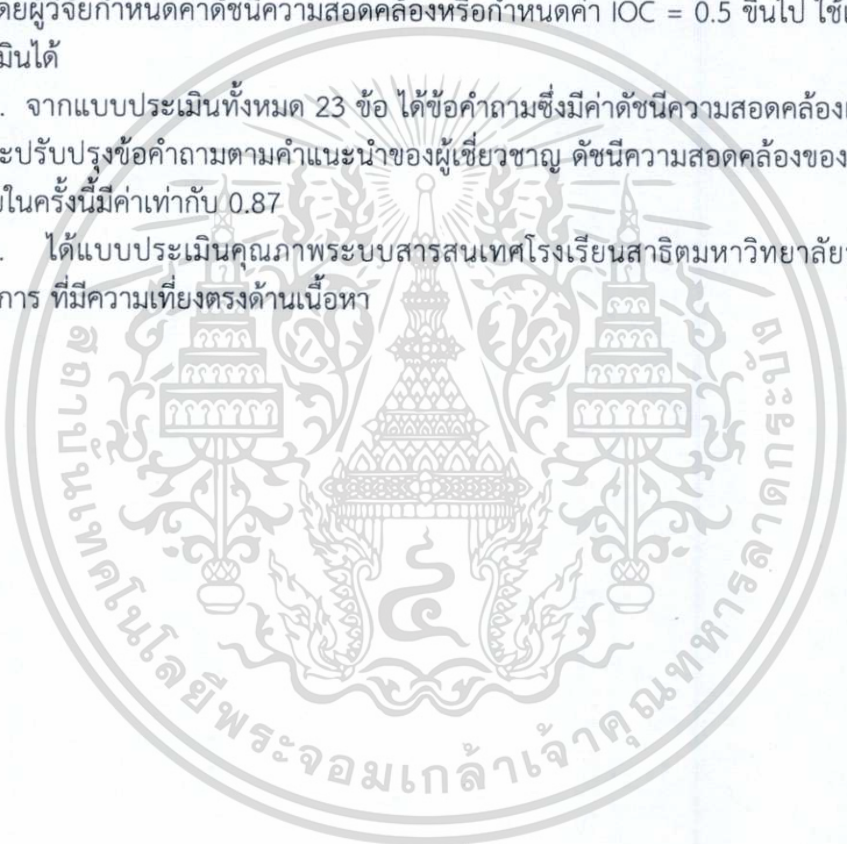 ดยผู้วิจัยกำหนดค่าดัชนีความสอดคล้องหรือกำหนดค่า IOC = 0.5 ขึ้นไป
มินได้
. จากแบบประเมินทั้งหมด 23 ข้อ ได้ข้อคำถามซึ่งมีค่าดัชนีความสอดคล้อง
ะปรับปรุงข้อคำถามตามคำแนะนำของผู้เชี่ยวชาญ ดัชนีความสอดคล้องของ
ยในครั้งนี้มีค่าเท่ากับ 0.87
. ได้แบบประเมินคุณภาพระบบสารสนเทศโรงเรียนสาธิตมหาวิทยาลัย
การ ที่มีความเที่ยงตรงด้านเนื้อหา
สถาบันเทคโนโลยีพระจอมเกล้าเจ้าคุณทหารลาดกระบัง